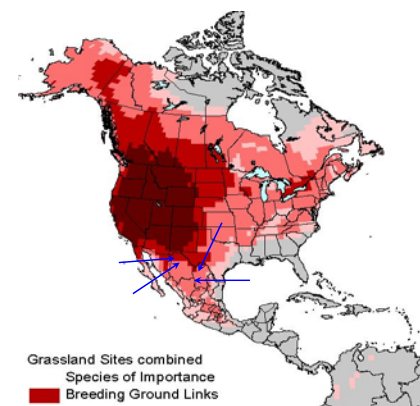 Grassland Sites combined
Species of Importance
Breeding Ground Links